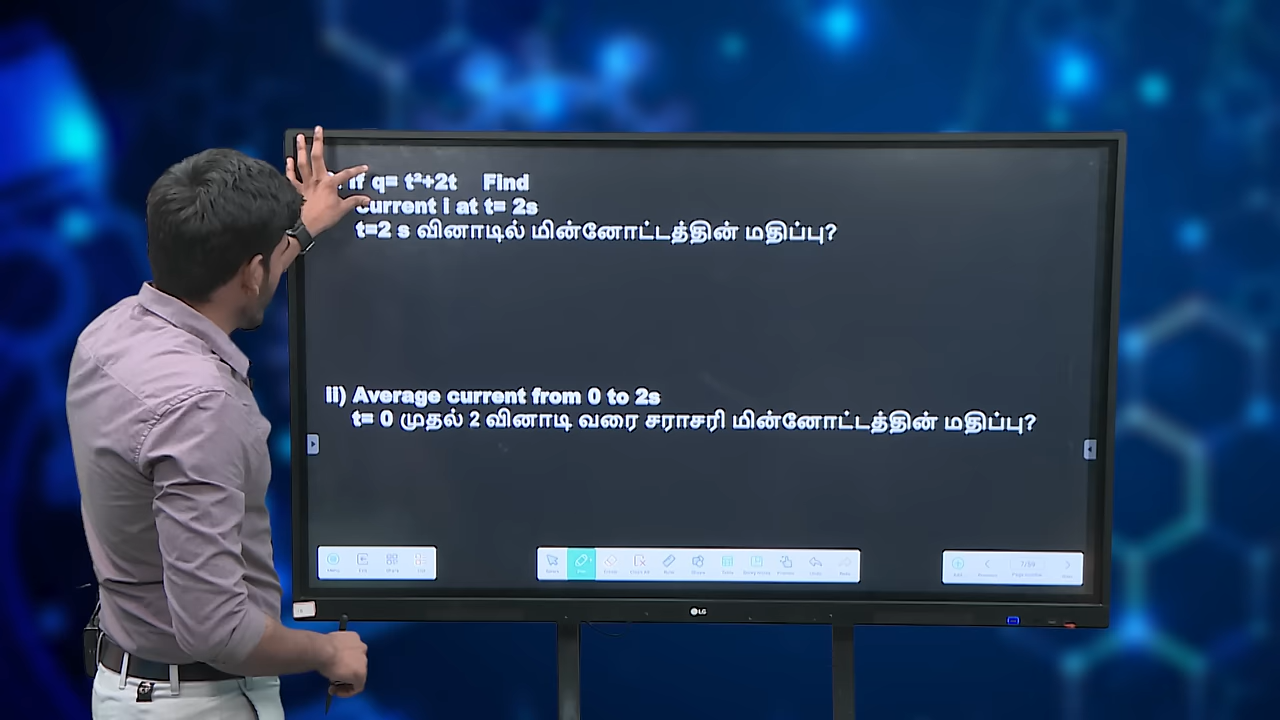 If q= t²+2t Find
current i at t= 2s
t=2 s வினாடில் மின்னோட்டத்தின் மதிப்பு?
ii) Average current from 0 to 2s
t= 0 முதல் 2 வினாடி வரை சராசரி மின்னோட்டத்தின் மதிப்பு?
LG